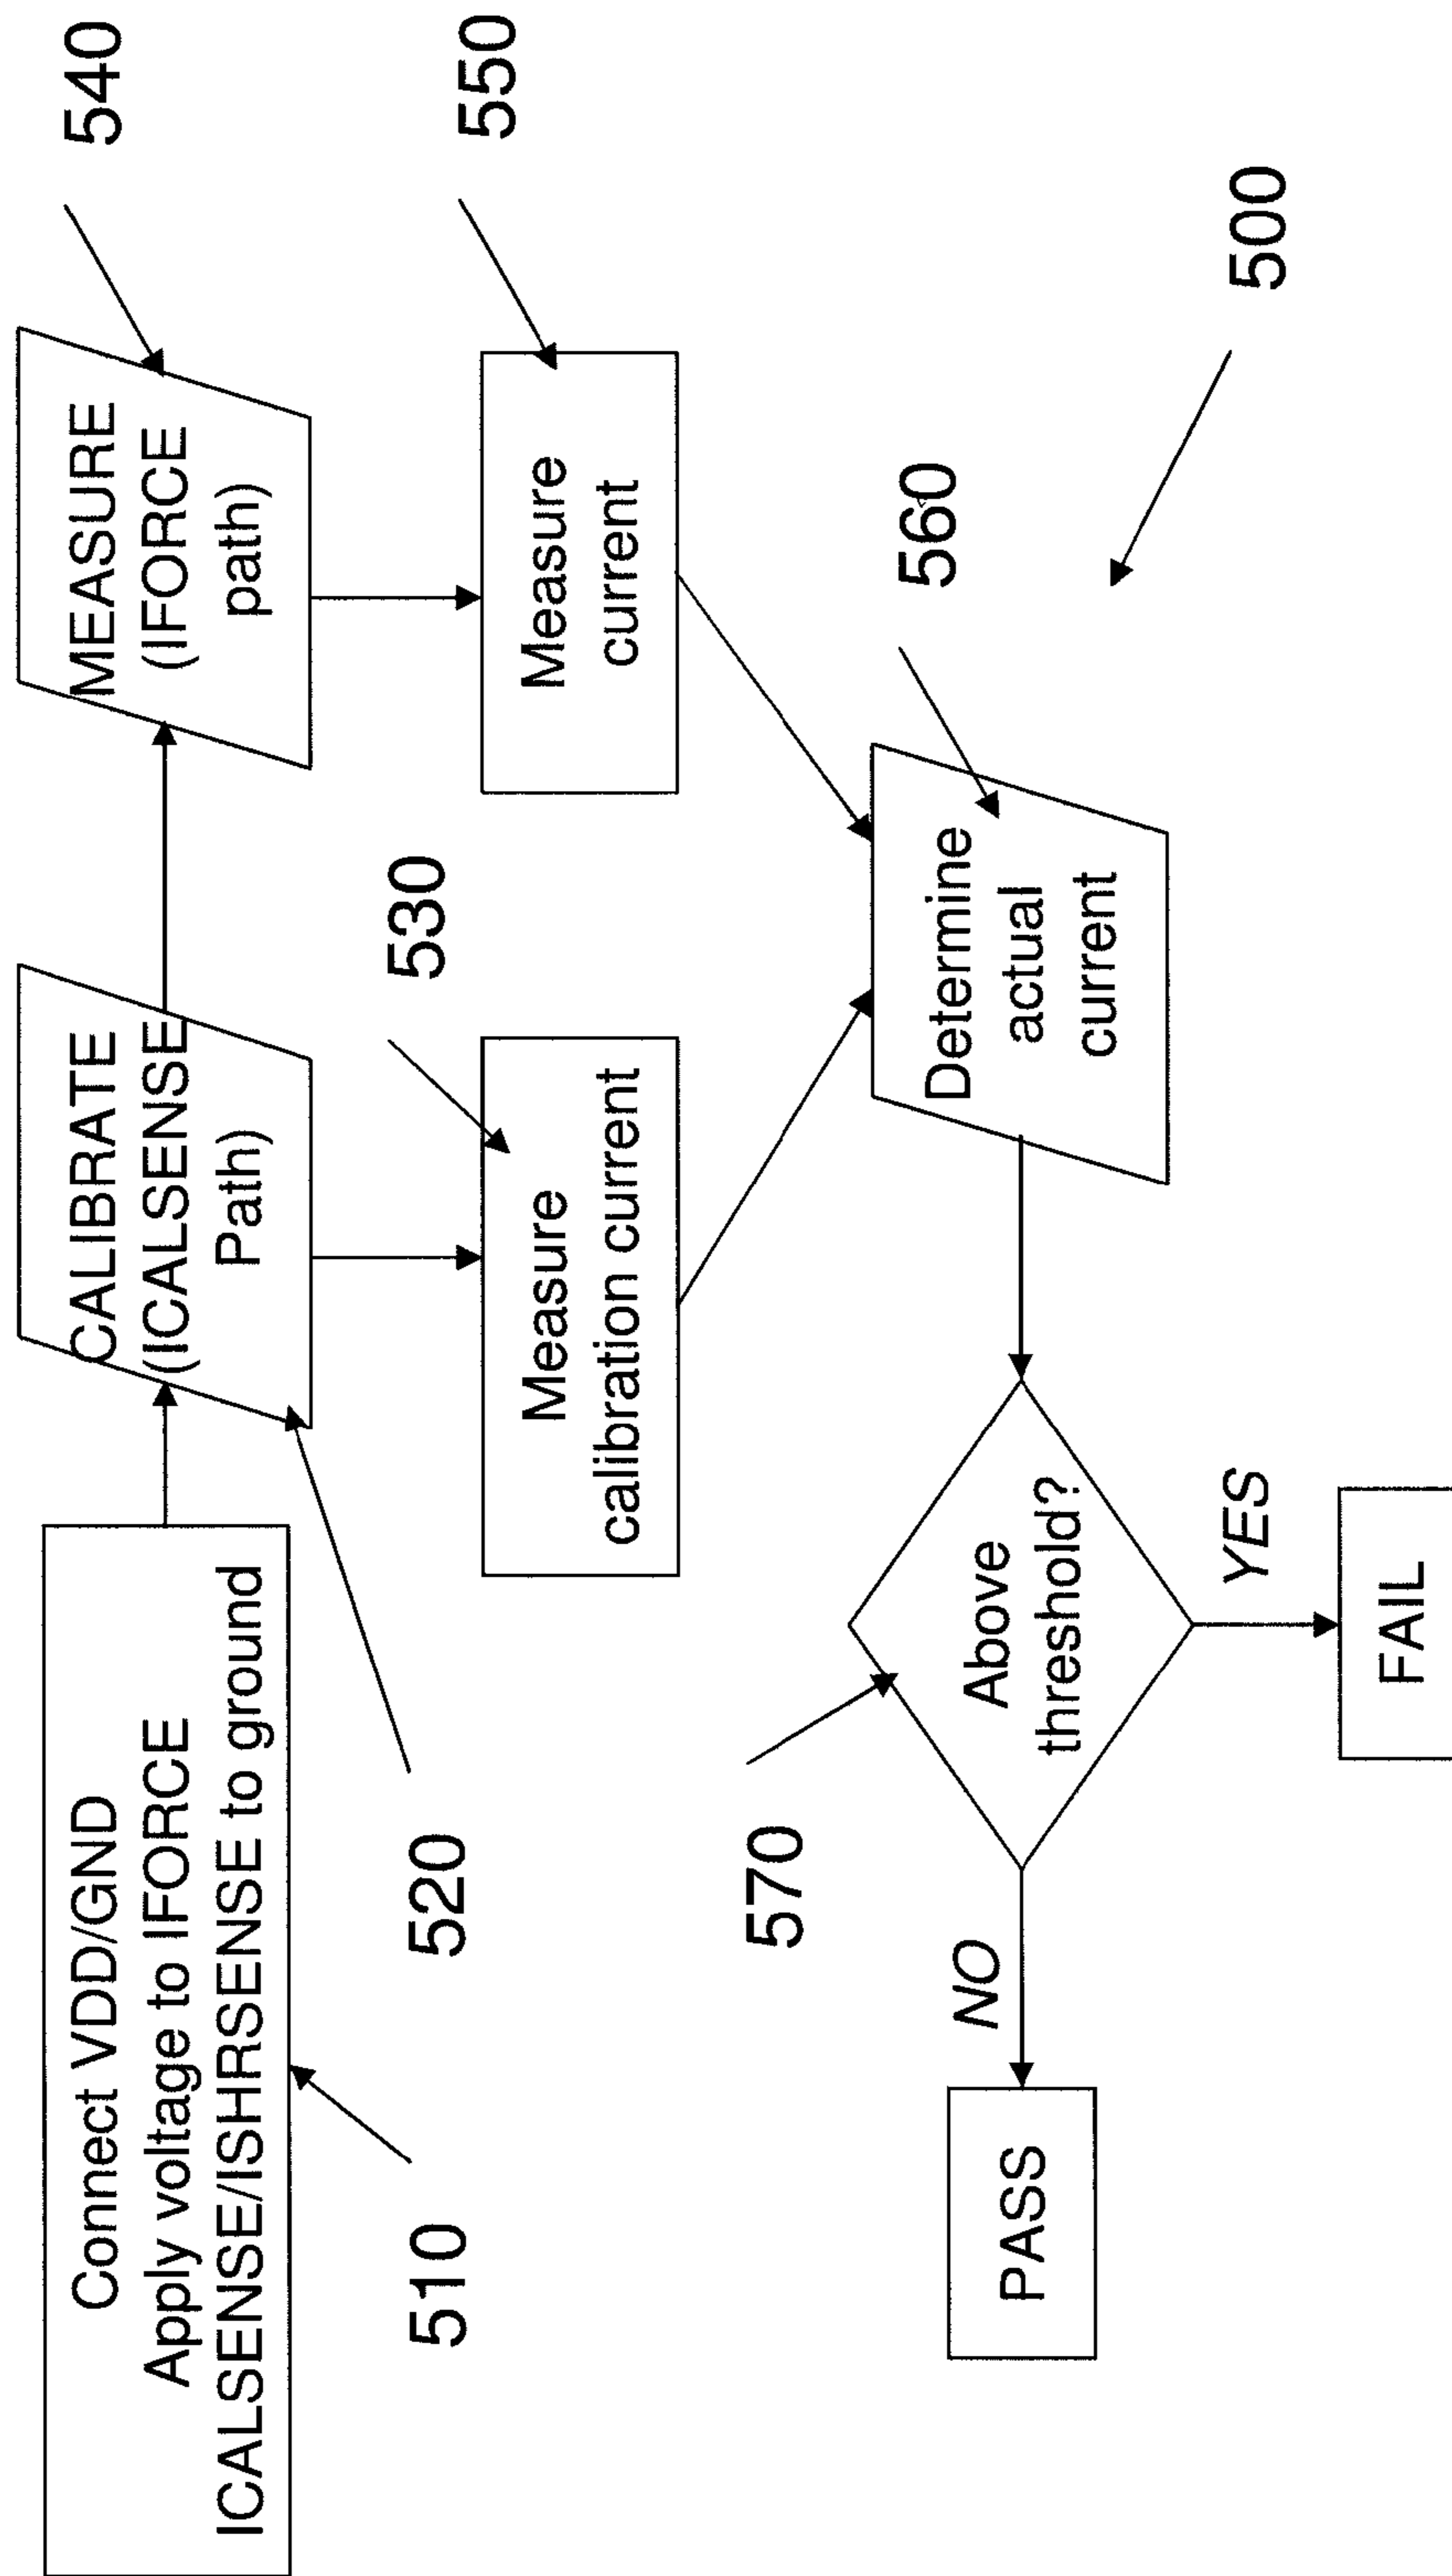 Connect VDD/GND
Apply voltage to IFORCE
ICALSENSE/ISHRSENSE to ground
510
CALIBRATE
(ICALSENSE
Path)
520
MEASURE
(IFORCE
path)
540
Measure
calibration current
530
Measure
current
550
Determine
actual
current
560
Above
threshold?
570
NO
PASS
YES
FAIL
500